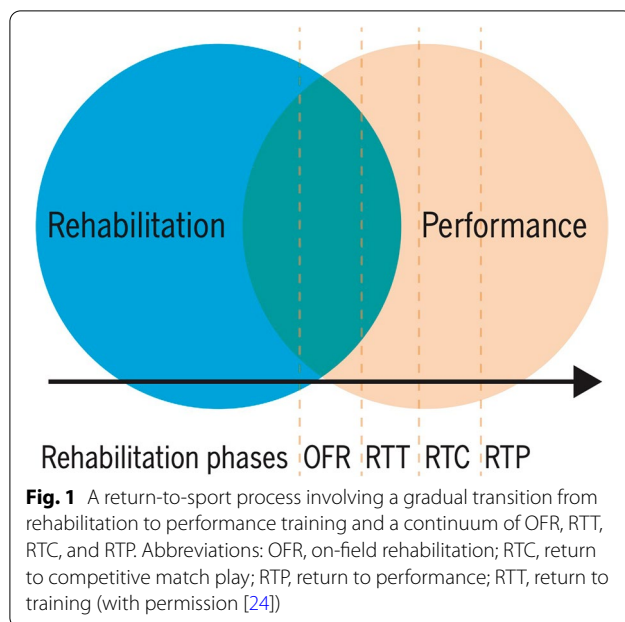 Rehabilitation
Performance
Rehabilitation phases OFR RTT RTC RTP
Fig. 1 A return-to-sport process involving a gradual transition from
rehabilitation to performance training and a continuum of OFR, RTT,
RTC, and RTP. Abbreviations: OFR, on-field rehabilitation; RTC, return
to competitive match play; RTP, return to performance; RTT, return to
training (with permission [24])